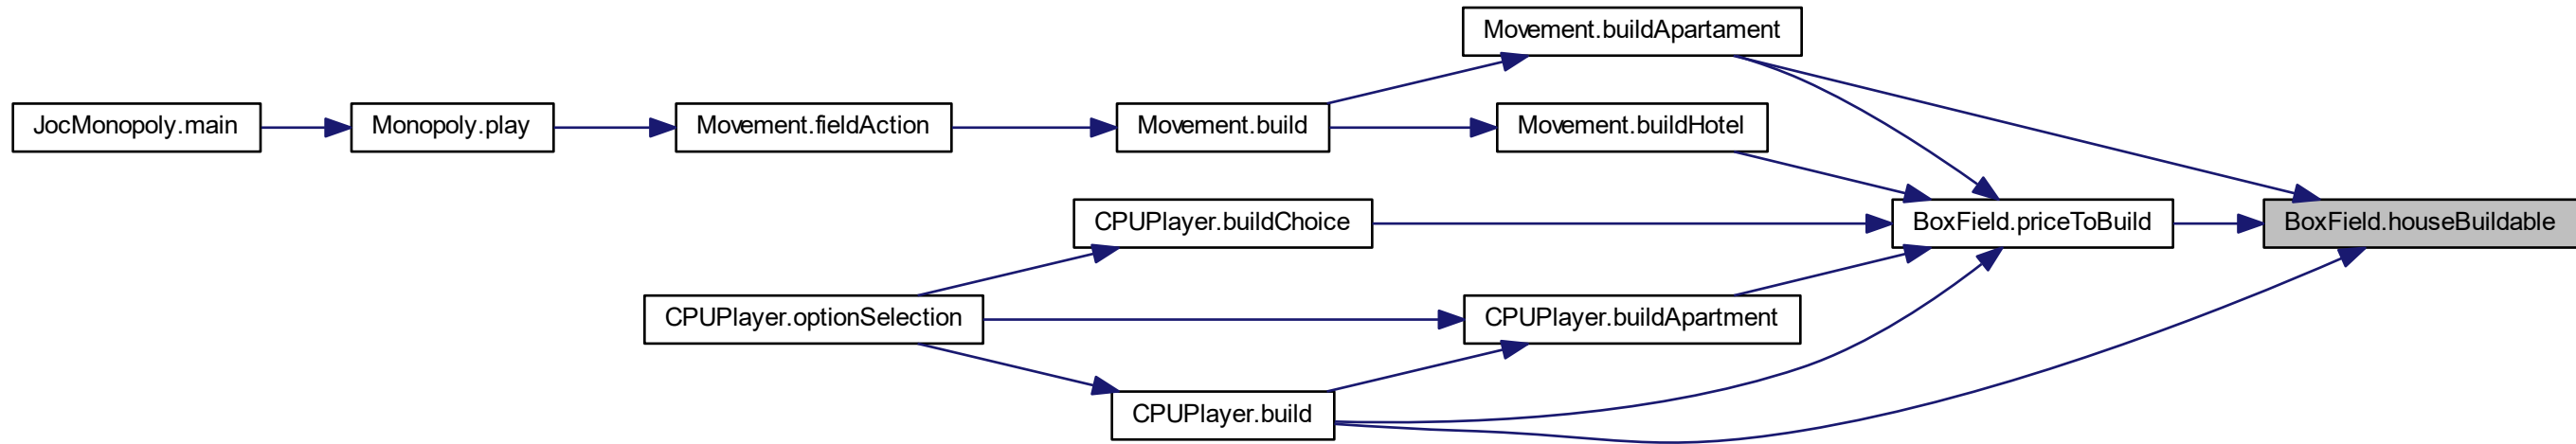 Movement.buildApartament
JocMonopoly.main
Monopoly.play
Movement.fieldAction
Movement.build
Movement.buildHotel
CPUPlayer.buildChoice
BoxField.priceToBuild
BoxField.houseBuildable
CPUPlayer.optionSelection
CPUPlayer.buildApartment
CPUPlayer.build